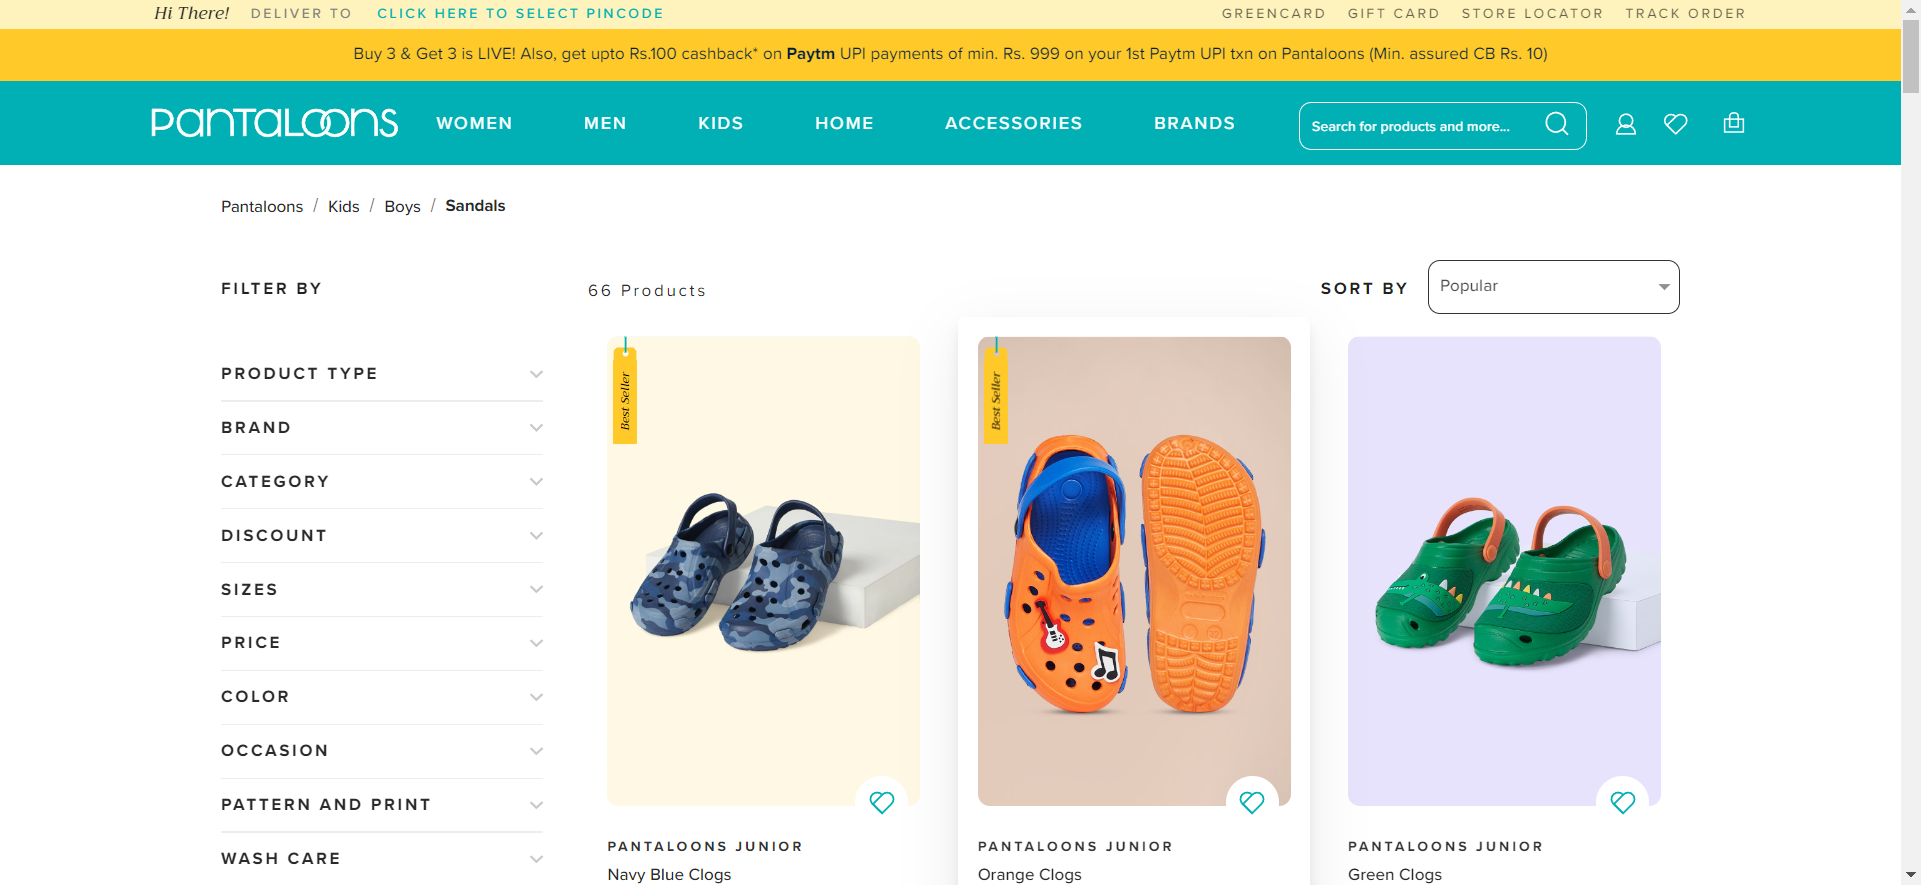 Hi There! DELIVER TO CLICK HERE TO SELECT PINCODE GREENCARD GIFT CARD STORE LOCATOR TRACK ORDER
Buy 3 & Get 3 is LIVE! Also, get upto Rs.100 cashback* on Paytm UPI payments of min. Rs. 999 on your 1st Paytm UPI txn on Pantaloons (Min. assured CB Rs. 10)
PANTALOONS WOMEN MEN KIDS HOME ACCESSORIES BRANDS Search for products and more...
Pantaloons / Kids / Boys / Sandals
FILTER BY
66 Products
SORT BY Popular
PRODUCT TYPE
BRAND
CATEGORY
DISCOUNT
SIZES
PRICE
COLOR
OCCASION
PATTERN AND PRINT
WASH CARE
Best Seller
PANTALOONS JUNIOR
Navy Blue Clogs
Best Seller
PANTALOONS JUNIOR
Orange Clogs
PANTALOONS JUNIOR
Green Clogs